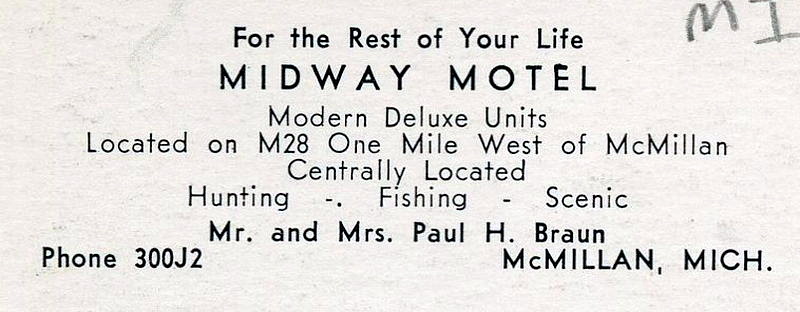 MI
For the Rest of Your Life
MIDWAY MOTEL
Modern Deluxe Units
Located on M28 One Mile West of McMillan
Centrally Located
Hunting -. Fishing - Scenic
Mr. and Mrs. Paul H. Braun
Phone 300J2 McMILLAN, MICH.